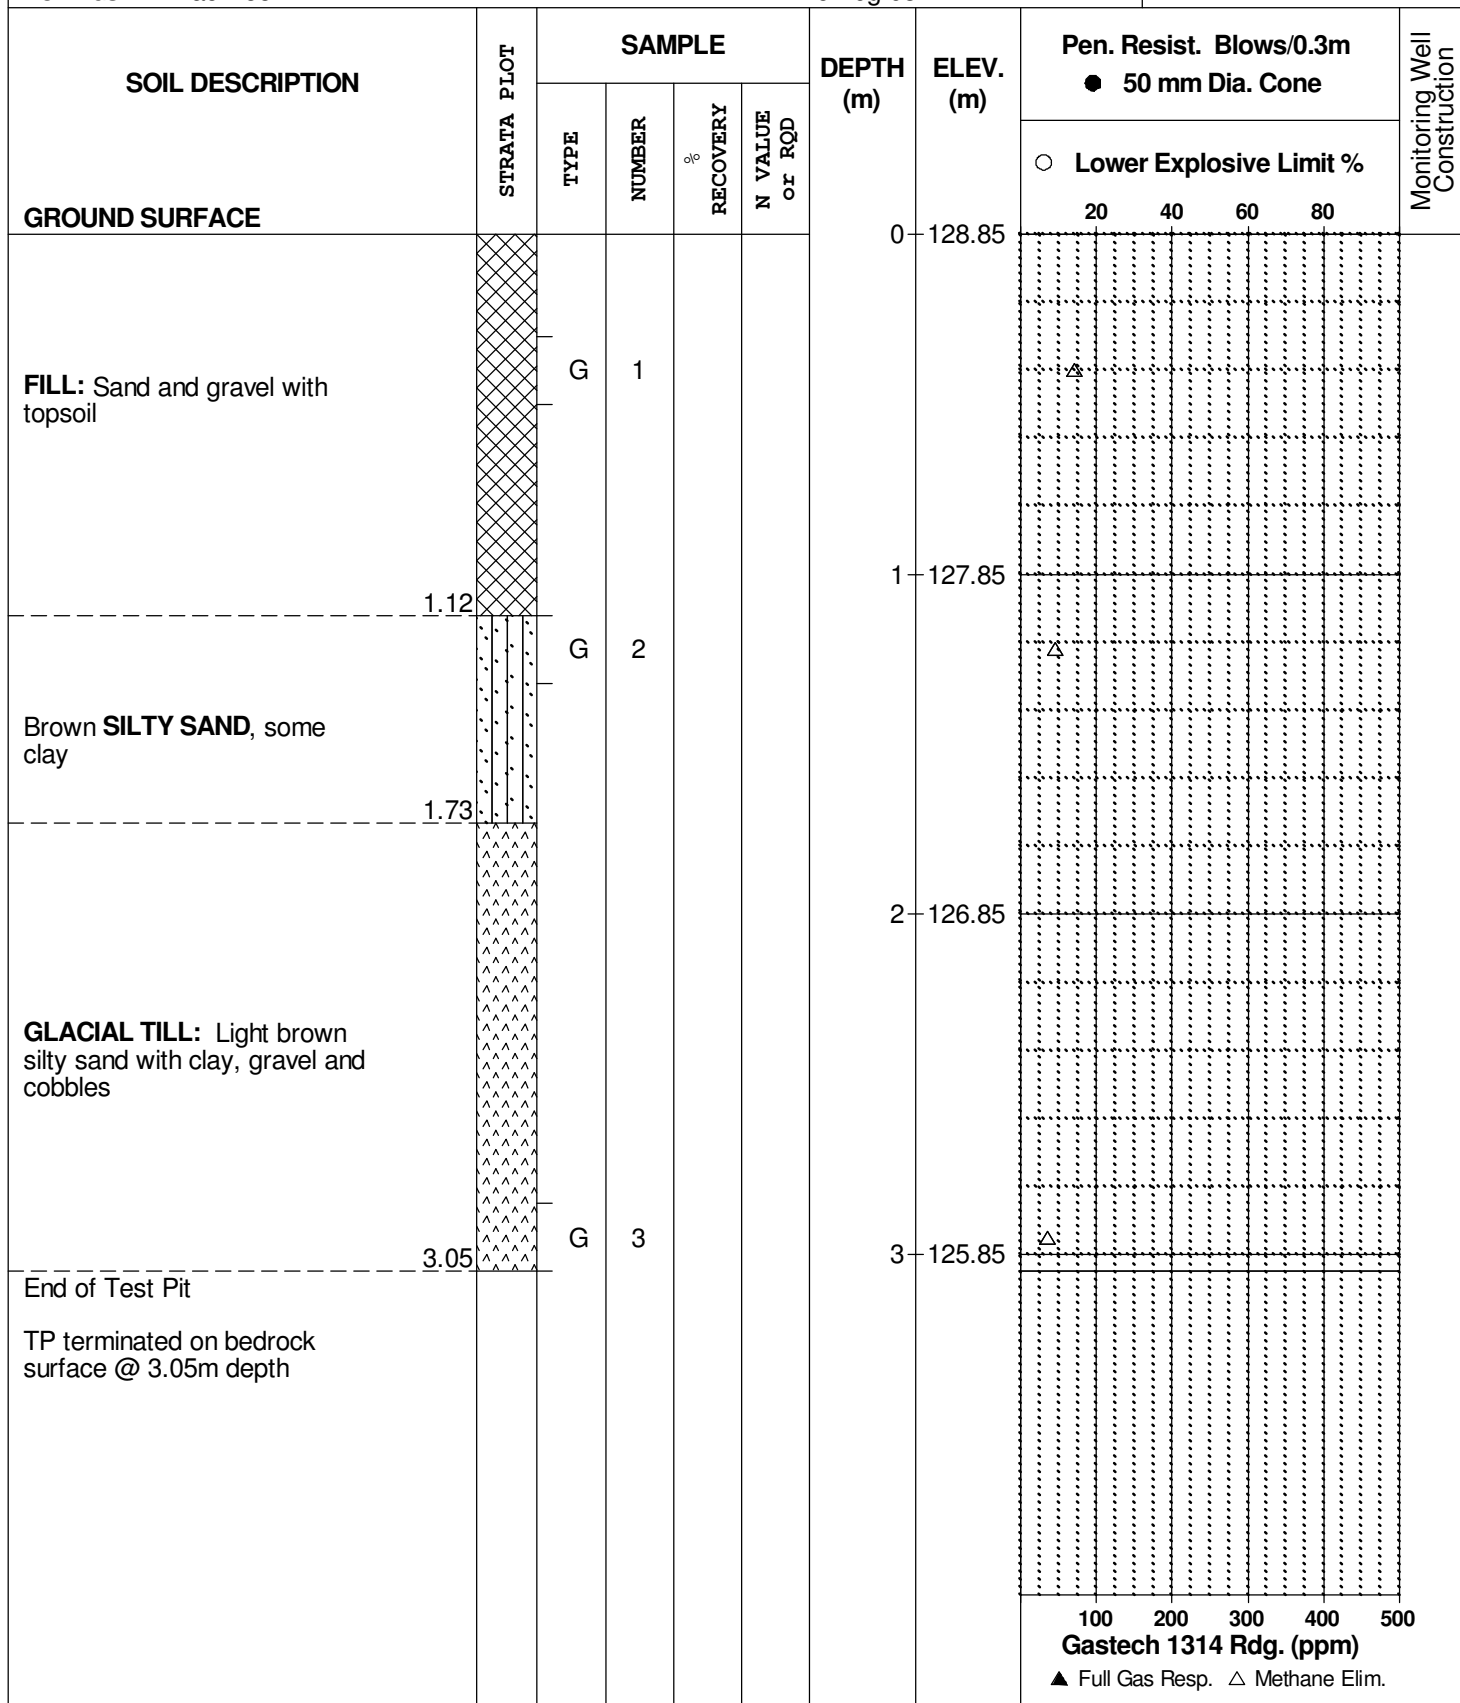 SOIL DESCRIPTION
GROUND SURFACE
STRATA PLOT
SAMPLE
TYPE
NUMBER
%
RECOVERY
N VALUE
or RQD
DEPTH
(m)
ELEV.
(m)
Pen. Resist. Blows/0.3m
● 50 mm Dia. Cone
○ Lower Explosive Limit %
20 40 60 80
Monitoring Well
Construction
0 128.85
FILL: Sand and gravel with
topsoil
G 1
1 127.85
1.12
G 2
Brown SILTY SAND, some
clay
1.73
2 126.85
GLACIAL TILL: Light brown
silty sand with clay, gravel and
cobbles
G 3
3.05
3 125.85
End of Test Pit
TP terminated on bedrock
surface @ 3.05m depth
100 200 300 400 500
Gastech 1314 Rdg. (ppm)
▲ Full Gas Resp. △ Methane Elim.